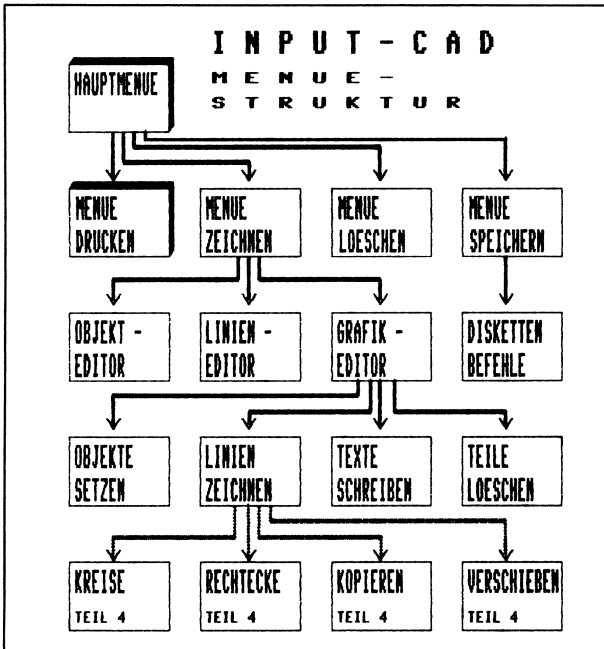 INPUT-CAD
MENUE-
STRUKTUR
HAUPTMENUE
MENUE
DRUCKEN
MENUE
ZEICHNEN
MENUE
LOESCHEN
MENUE
SPEICHERN
OBJEKT-
EDITOR
LINIEN-
EDITOR
GRAFIK-
EDITOR
DISKETTEN
BEFEHLE
OBJEKTE
SETZEN
LINIEN
ZEICHNEN
TEXTE
SCHREIBEN
TEILE
LOESCHEN
KREISE
TEIL 4
RECHTECKE
TEIL 4
KOPIEREN
TEIL 4
VERSCHIEBEN
TEIL 4